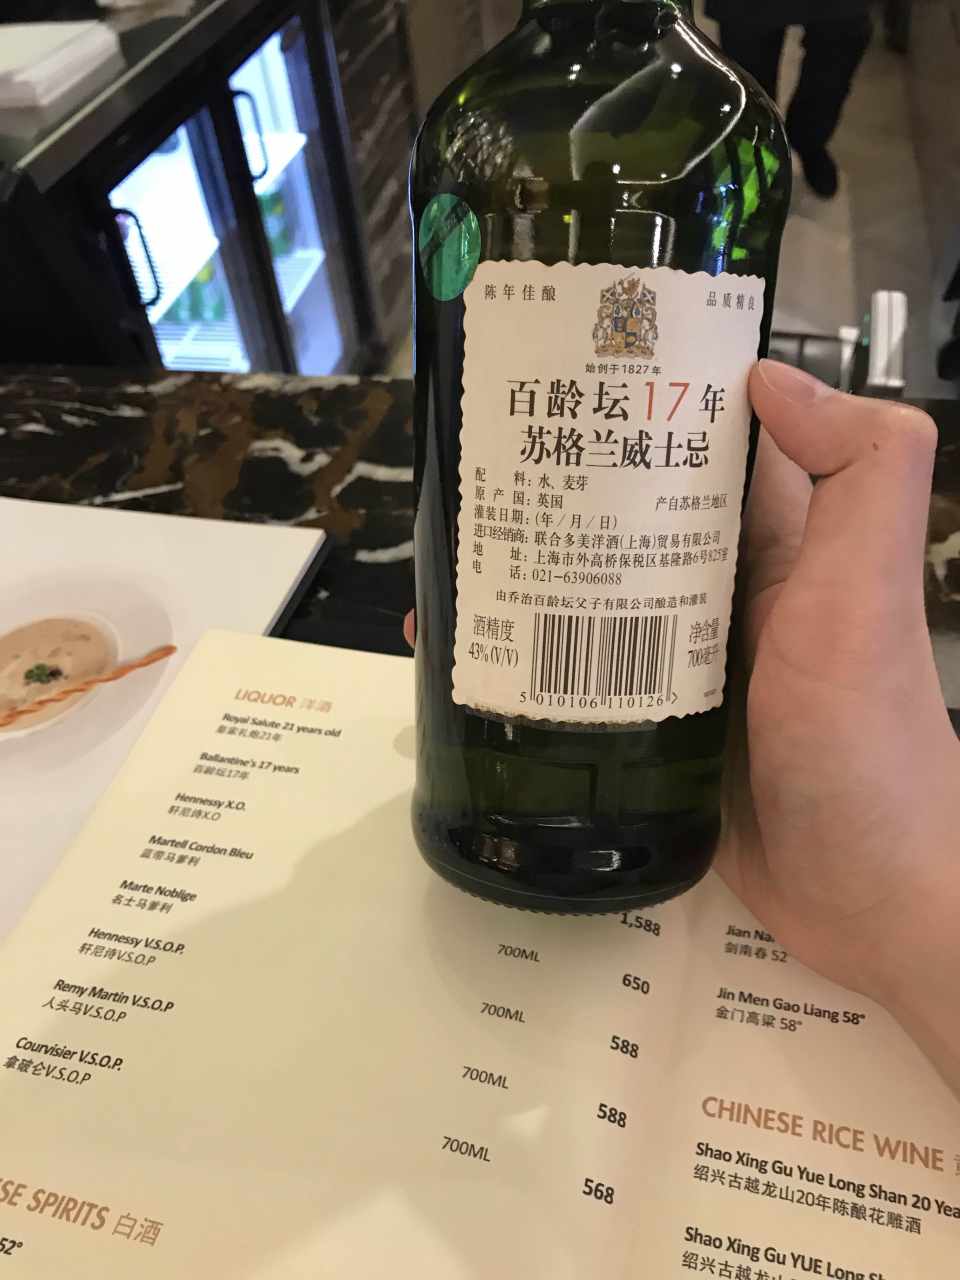 陈年佳酿
品质精良
始创于1827年
百龄坛17年
苏格兰威士忌
配料：水、麦芽
原产国：英国 产自苏格兰地区
灌装日期：(年/月/日)
进口经销商：联合多美洋酒(上海)贸易有限公司
地址：上海市外高桥保税区基隆路6号825室
电话：021-63906088
由乔治百龄坛父子有限公司酿造和灌装
酒精度
43%(V/V)
净含量
700毫升
5 010106 110126 >
LIQUOR 洋酒
Royal Salute 21 years old
皇家礼炮21年
Ballantine's 17 years
百龄坛17年
Hennessy X.O.
轩尼诗X.O
Martell Cordon Bleu
蓝带马爹利
Marte Noblige
名士马爹利
1,588
Hennessy V.S.O.P.
轩尼诗V.S.O.P
700ML 650
Remy Martin V.S.O.P
人头马V.S.O.P
700ML 588
Courvisier V.S.O.P.
拿破仑V.S.O.P
700ML 588
700ML 568
SE SPIRITS 白酒
52°
Jian Na
剑南春 52
Jin Men Gao Liang 58°
金门高粱 58°
CHINESE RICE WINE
Shao Xing Gu Yue Long Shan 20 Yea
绍兴古越龙山20年陈酿花雕酒
Shao Xing Gu YUE Long Sh